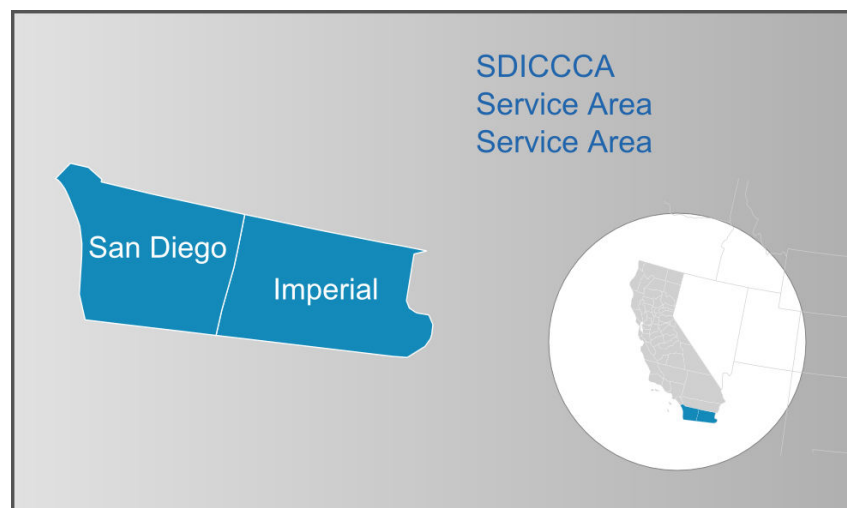 SDICCCA
Service Area
Service Area
San Diego
Imperial